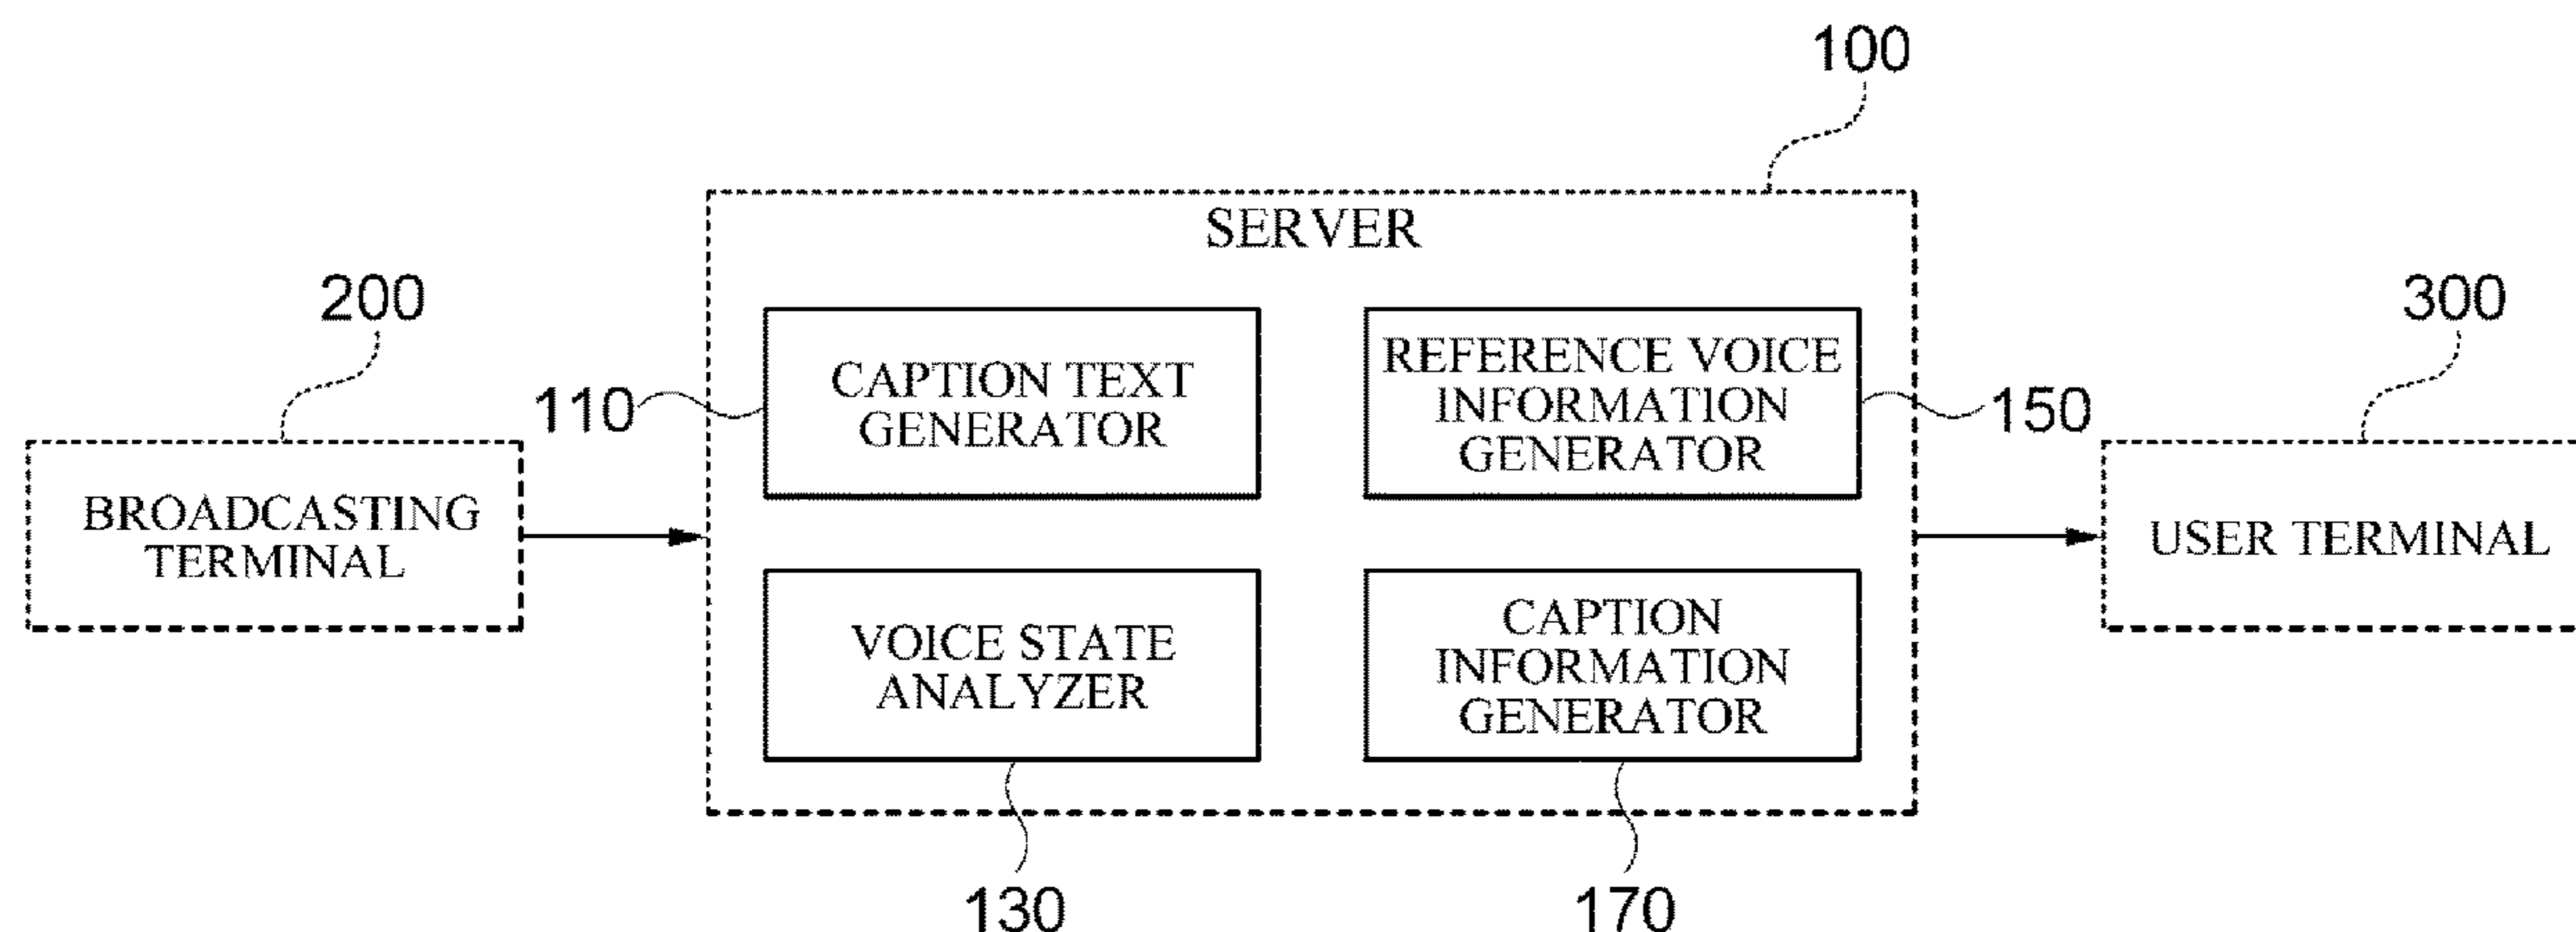 100
SERVER
200
300
CAPTION TEXT
GENERATOR
110
REFERENCE VOICE
INFORMATION
GENERATOR
150
BROADCASTING
TERMINAL
USER TERMINAL
VOICE STATE
ANALYZER
CAPTION
INFORMATION
GENERATOR
130
170